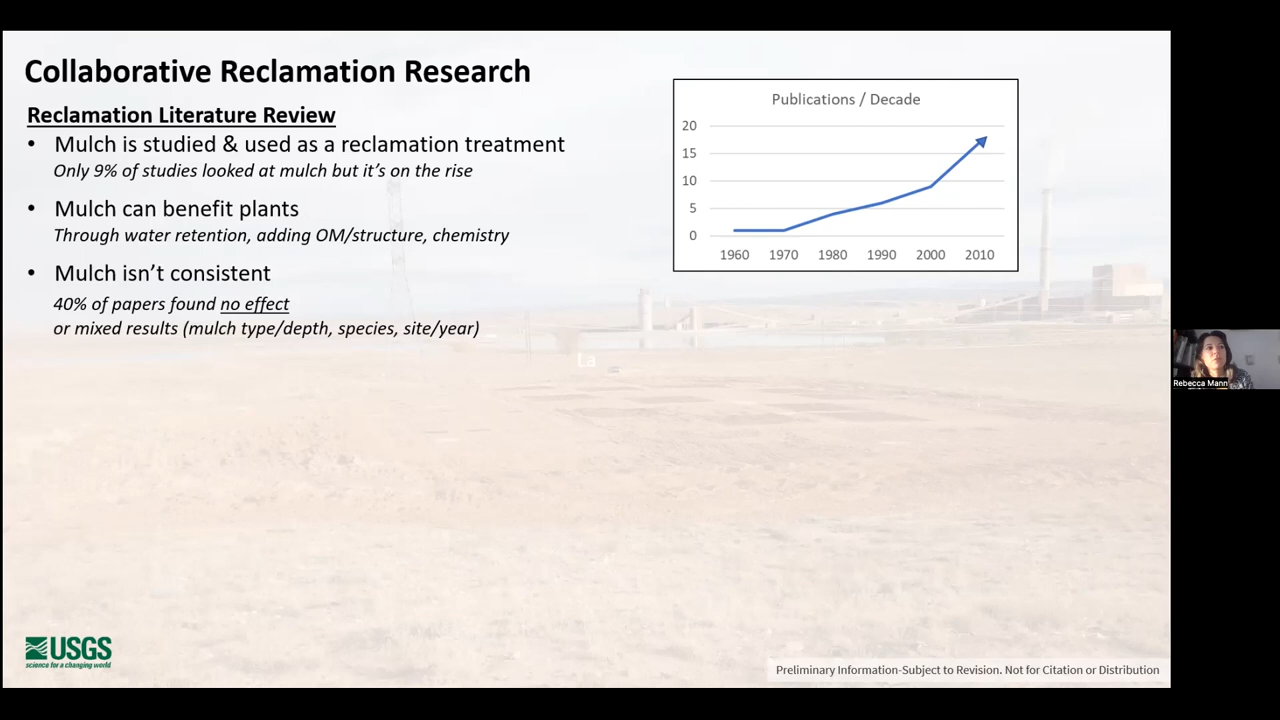 Collaborative Reclamation Research
Reclamation Literature Review
• Mulch is studied & used as a reclamation treatment
Only 9% of studies looked at mulch but it's on the rise
• Mulch can benefit plants
Through water retention, adding OM/structure, chemistry
• Mulch isn't consistent
40% of papers found no effect
or mixed results (mulch type/depth, species, site/year)
Publications / Decade
20
15
10
5
0
1960 1970 1980 1990 2000 2010
La
Rebecca Mann
USGS
science for a changing world
Preliminary Information-Subject to Revision. Not for Citation or Distribution